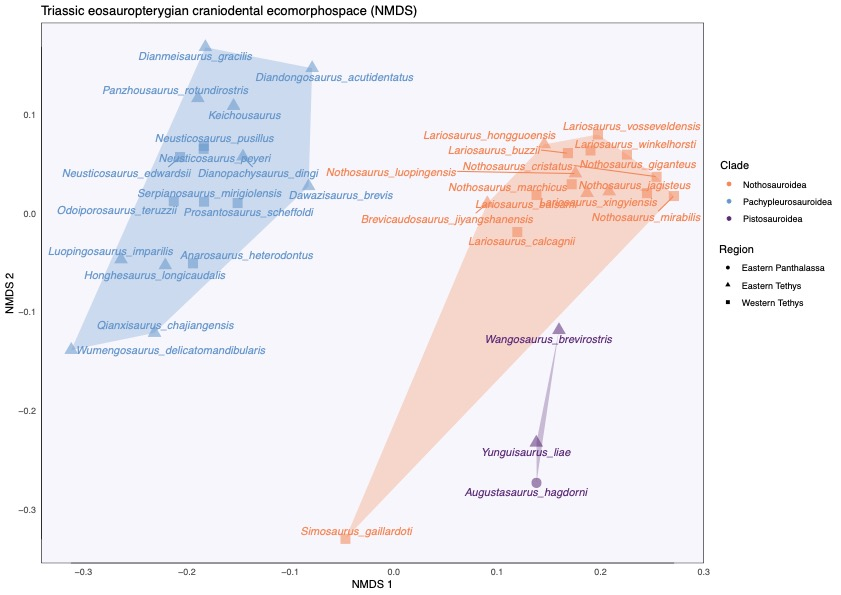 Triassic eosauropterygian craniodental ecomorphospace (NMDS)
Dianmeisaurus_gracilis
Diandongosaurus_acutidentatus
Panzhousaurus_rotundirostris
Keichousaurus
Neusticosaurus_pusillus
Neusticosaurus_peyeri
Neusticosaurus_edwardsii
Dianopachysaurus_dingi
Serpianosaurus_mirigiolensis
Dawazisaurus_brevis
Odoiporosaurus_teruzzii
Prosantosaurus_scheffoldi
Luopingosaurus_imparilis
Anarosaurus_heterodontus
Honghesaurus_longicaudalis
Qianxisaurus_chajiangensis
Wumengosaurus_delicatomandibularis
Lariosaurus_vosseveldensis
Lariosaurus_hongguoensis
Lariosaurus_winkelhorsti
Lariosaurus_buzzii
Nothosaurus_cristatus
Nothosaurus_giganteus
Nothosaurus_luopingensis
Nothosaurus_marchicus
Nothosaurus_jagisteus
Lariosaurus_balsami
Lariosaurus_xingyiensis
Brevicaudosaurus_jiyangshanensis
Nothosaurus_mirabilis
Lariosaurus_calcagnii
Wangosaurus_brevirostris
Yunguisaurus_liae
Augustasaurus_hagdorni
Simosaurus_gaillardoti
0.1
0.0
−0.1
−0.2
−0.3
NMDS 2
−0.3
−0.2
−0.1
0.0
0.1
0.2
0.3
NMDS 1
Clade
Nothosauroidea
Pachypleurosauroidea
Pistosauroidea
Region
Eastern Panthalassa
Eastern Tethys
Western Tethys